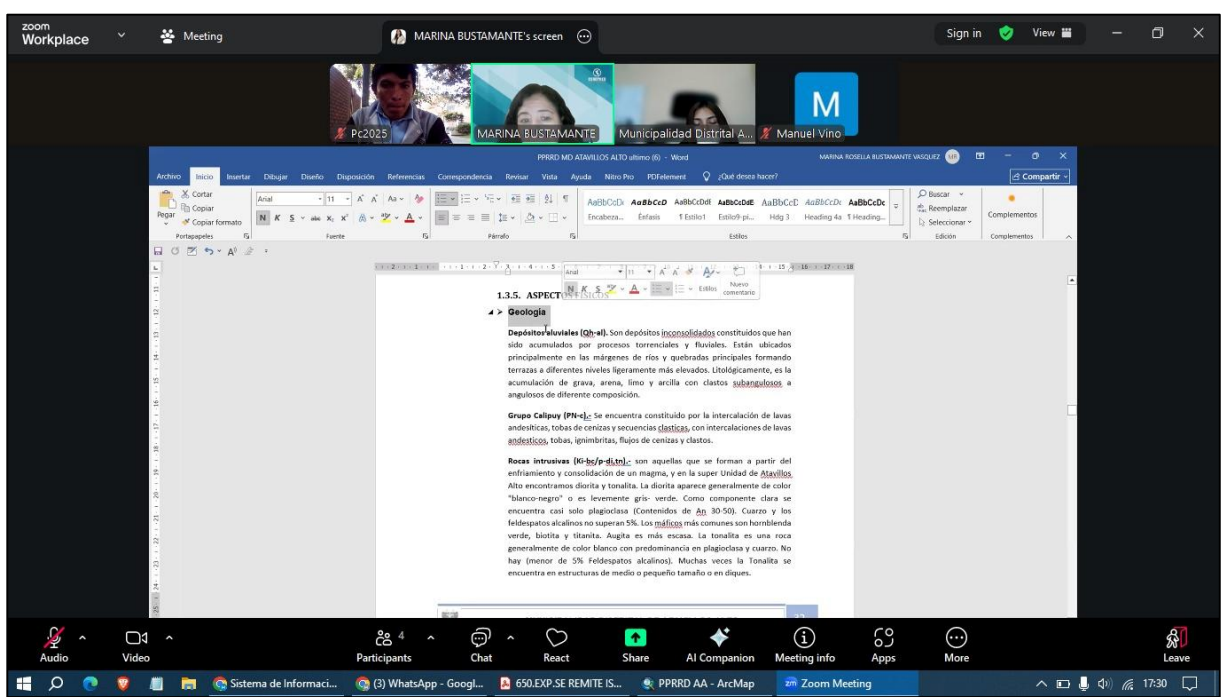 zoom
Workplace
Meeting
MARINA BUSTAMANTE's screen
Sign in
View
Pc2025
MARINA BUSTAMANTE
Municipalidad Distrital A...
M
Manuel Vino
PPRRD MD ATAVILLOS ALTO ultimo (6) - Word
MARINA ROSELLA BUSTAMANTE VASQUEZ
MB
Archivo Inicio Insertar Dibujar Diseño Disposición Referencias Correspondencia Revisar Vista Ayuda Nitro Pro PDFelement ¿Qué desea hacer?
Compartir
Pegar
Cortar
Copiar
Copiar formato
Portapapeles
Arial 11
N K S abc
Fuente
Párrafo
AaBbCcDi AaBbCcD AaBbCcDdE AaBbCcDdE AaBbCcD AaBbCcDc AaBbCcDc
Encabeza... Énfasis ¶ Estilo1 Estilo9-pi... Hdg 3 Heading 4a ¶ Heading...
Estilos
Buscar
Reemplazar
Seleccionar
Edición
Complementos
Complementos
Arial 11
N K S
Estilos
Nuevo comentario
1.3.5. ASPECTOS FÍSICOS
Geología
Depósitos aluviales (Qh-al). Son depósitos inconsolidados constituidos que han
sido acumulados por procesos torrenciales y fluviales. Están ubicados
principalmente en las márgenes de ríos y quebradas principales formando
terrazas a diferentes niveles ligeramente más elevados. Litológicamente, es la
acumulación de grava, arena, limo y arcilla con clastos subangulosos a
angulosos de diferente composición.
Grupo Calipuy (PN-c).- Se encuentra constituido por la intercalación de lavas
andesíticas, tobas de cenizas y secuencias clasticas, con intercalaciones de lavas
andesticos, tobas, ignimbritas, flujos de cenizas y clastos.
Rocas intrusivas (Ki-bc/p-di,tn).- son aquellas que se forman a partir del
enfriamiento y consolidación de un magma, y en la super Unidad de Atavillos
Alto encontramos diorita y tonalita. La diorita aparece generalmente de color
"blanco-negro" o es levemente gris- verde. Como componente clara se
encuentra casi solo plagioclasa (Contenidos de An 30-50). Cuarzo y los
feldespatos alcalinos no superan 5%. Los máficos más comunes son hornblenda
verde, biotita y titanita. Augita es más escasa. La tonalita es una roca
generalmente de color blanco con predominancia en plagioclasa y cuarzo. No
hay (menor de 5% Feldespatos alcalinos). Muchas veces la Tonalita se
encuentra en estructuras de medio o pequeño tamaño o en diques.
Audio
Video
Participants 4
Chat
React
Share
AI Companion
Meeting info
Apps
More
Leave
Sistema de Informaci...
(3) WhatsApp - Googl...
650.EXP.SE REMITE IS...
PPRRD AA - ArcMap
Zoom Meeting
17:30